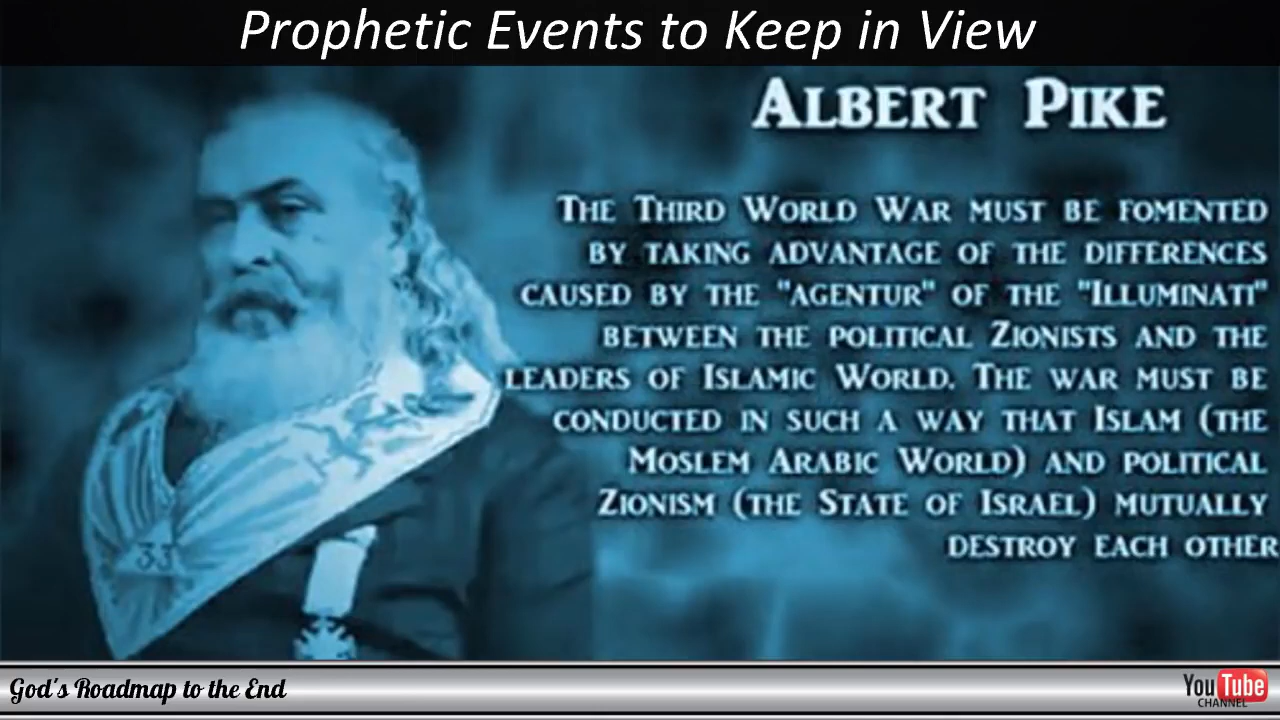 Prophetic Events to Keep in View
ALBERT PIKE
THE THIRD WORLD WAR MUST BE FOMENTED
BY TAKING ADVANTAGE OF THE DIFFERENCES
CAUSED BY THE "AGENTUR" OF THE "ILLUMINATI"
BETWEEN THE POLITICAL ZIONISTS AND THE
LEADERS OF ISLAMIC WORLD. THE WAR MUST BE
CONDUCTED IN SUCH A WAY THAT ISLAM (THE
MOSLEM ARABIC WORLD) AND POLITICAL
ZIONISM (THE STATE OF ISRAEL) MUTUALLY
DESTROY EACH OTHER
33
God's Roadmap to the End
YouTube
CHANNEL